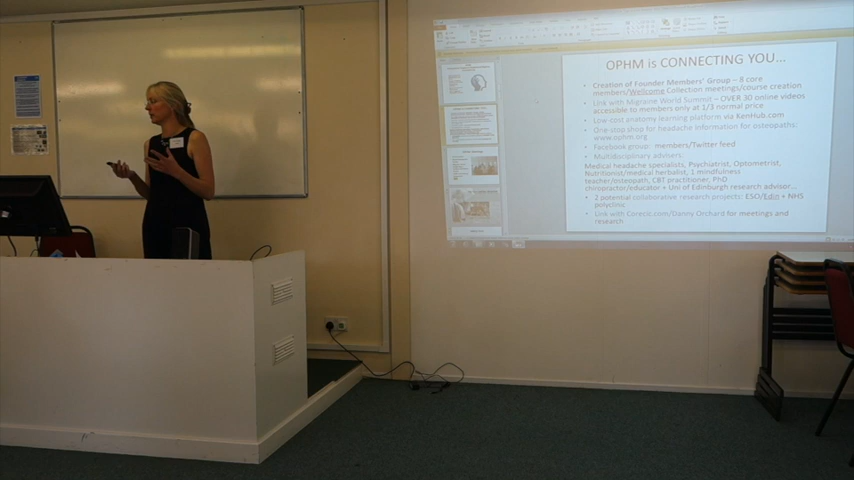 OPHM is CONNECTING YOU...
• Creation of Founder Members' Group – 8 core
members/Wellcome Collection meetings/course creation
• Link with Migraine World Summit – OVER 30 online videos
accessible to members only at 1/3 normal price
• Low cost anatomy learning platform via KenHub.com
• One-stop shop for headache information for osteopaths:
www.ophm.org
• Facebook group: members/Twitter feed
• Multidisciplinary advisers:
Medical headache specialists, Psychiatrist, Optometrist,
Nutritionist/medical herbalist, 1 mindfulness
teacher/osteopath, CBT practitioner, PhD
chiropractor/educator + Uni of Edinburgh research advisor...
• 2 potential collaborative research projects: ESO/Edin + NHS
polyclinic
• Link with Corecst.com/Danny Orchard for meetings and
research